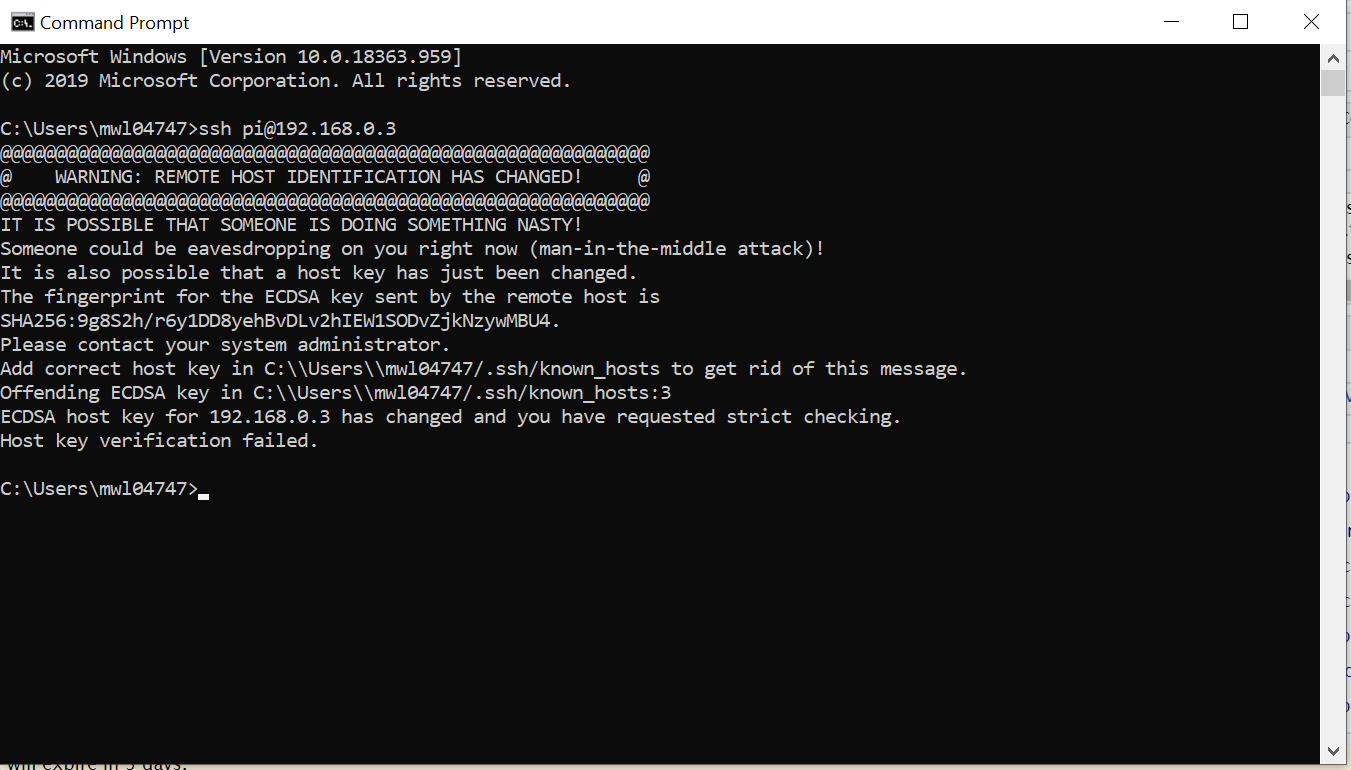 Command Prompt
Microsoft Windows [Version 10.0.18363.959]
(c) 2019 Microsoft Corporation. All rights reserved.
C:\Users\mwl04747>ssh pi@192.168.0.3
@@@@@@@@@@@@@@@@@@@@@@@@@@@@@@@@@@@@@@@@@@@@@@@@@@@@@@@@@@@
@    WARNING: REMOTE HOST IDENTIFICATION HAS CHANGED!     @
@@@@@@@@@@@@@@@@@@@@@@@@@@@@@@@@@@@@@@@@@@@@@@@@@@@@@@@@@@@
IT IS POSSIBLE THAT SOMEONE IS DOING SOMETHING NASTY!
Someone could be eavesdropping on you right now (man-in-the-middle attack)!
It is also possible that a host key has just been changed.
The fingerprint for the ECDSA key sent by the remote host is
SHA256:9g8S2h/r6y1DD8yehBvDLv2hIEW1SODvZjkNzywMBU4.
Please contact your system administrator.
Add correct host key in C:\\Users\\mwl04747/.ssh/known_hosts to get rid of this message.
Offending ECDSA key in C:\\Users\\mwl04747/.ssh/known_hosts:3
ECDSA host key for 192.168.0.3 has changed and you have requested strict checking.
Host key verification failed.
C:\Users\mwl04747>
will expire in 5 days.